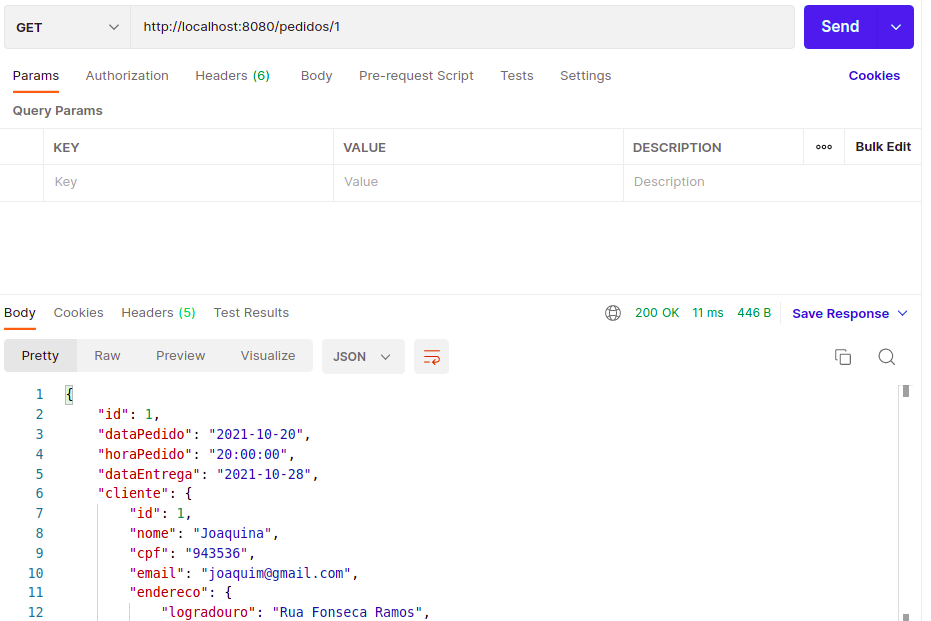 GET http://localhost:8080/pedidos/1 Send
Params Authorization Headers (6) Body Pre-request Script Tests Settings Cookies
Query Params
KEY VALUE DESCRIPTION ooo Bulk Edit
Key Value Description
Body Cookies Headers (5) Test Results 200 OK 11 ms 446 B Save Response
Pretty Raw Preview Visualize JSON
1 {
2 "id": 1,
3 "dataPedido": "2021-10-20",
4 "horaPedido": "20:00:00",
5 "dataEntrega": "2021-10-28",
6 "cliente": {
7 "id": 1,
8 "nome": "Joaquina",
9 "cpf": "943536",
10 "email": "joaquim@gmail.com",
11 "endereco": {
12 "logradouro": "Rua Fonseca Ramos",